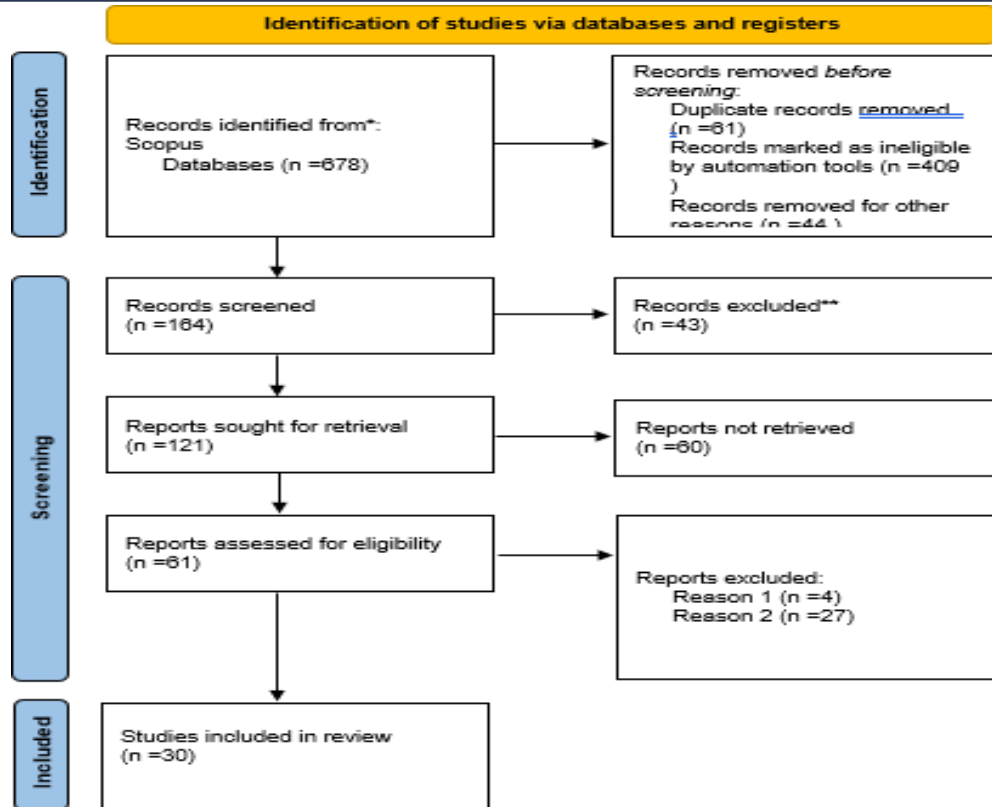 Identification of studies via databases and registers
Identification
Records identified from*:
Scopus
Databases (n =678)
Records removed before
screening:
Duplicate records removed
(n =61)
Records marked as ineligible
by automation tools (n =409
)
Records removed for other
reasons (n =44 )
Screening
Records screened
(n =164)
Records excluded**
(n =43)
Reports sought for retrieval
(n =121)
Reports not retrieved
(n =60)
Reports assessed for eligibility
(n =61)
Reports excluded:
Reason 1 (n =4)
Reason 2 (n =27)
Included
Studies included in review
(n =30)